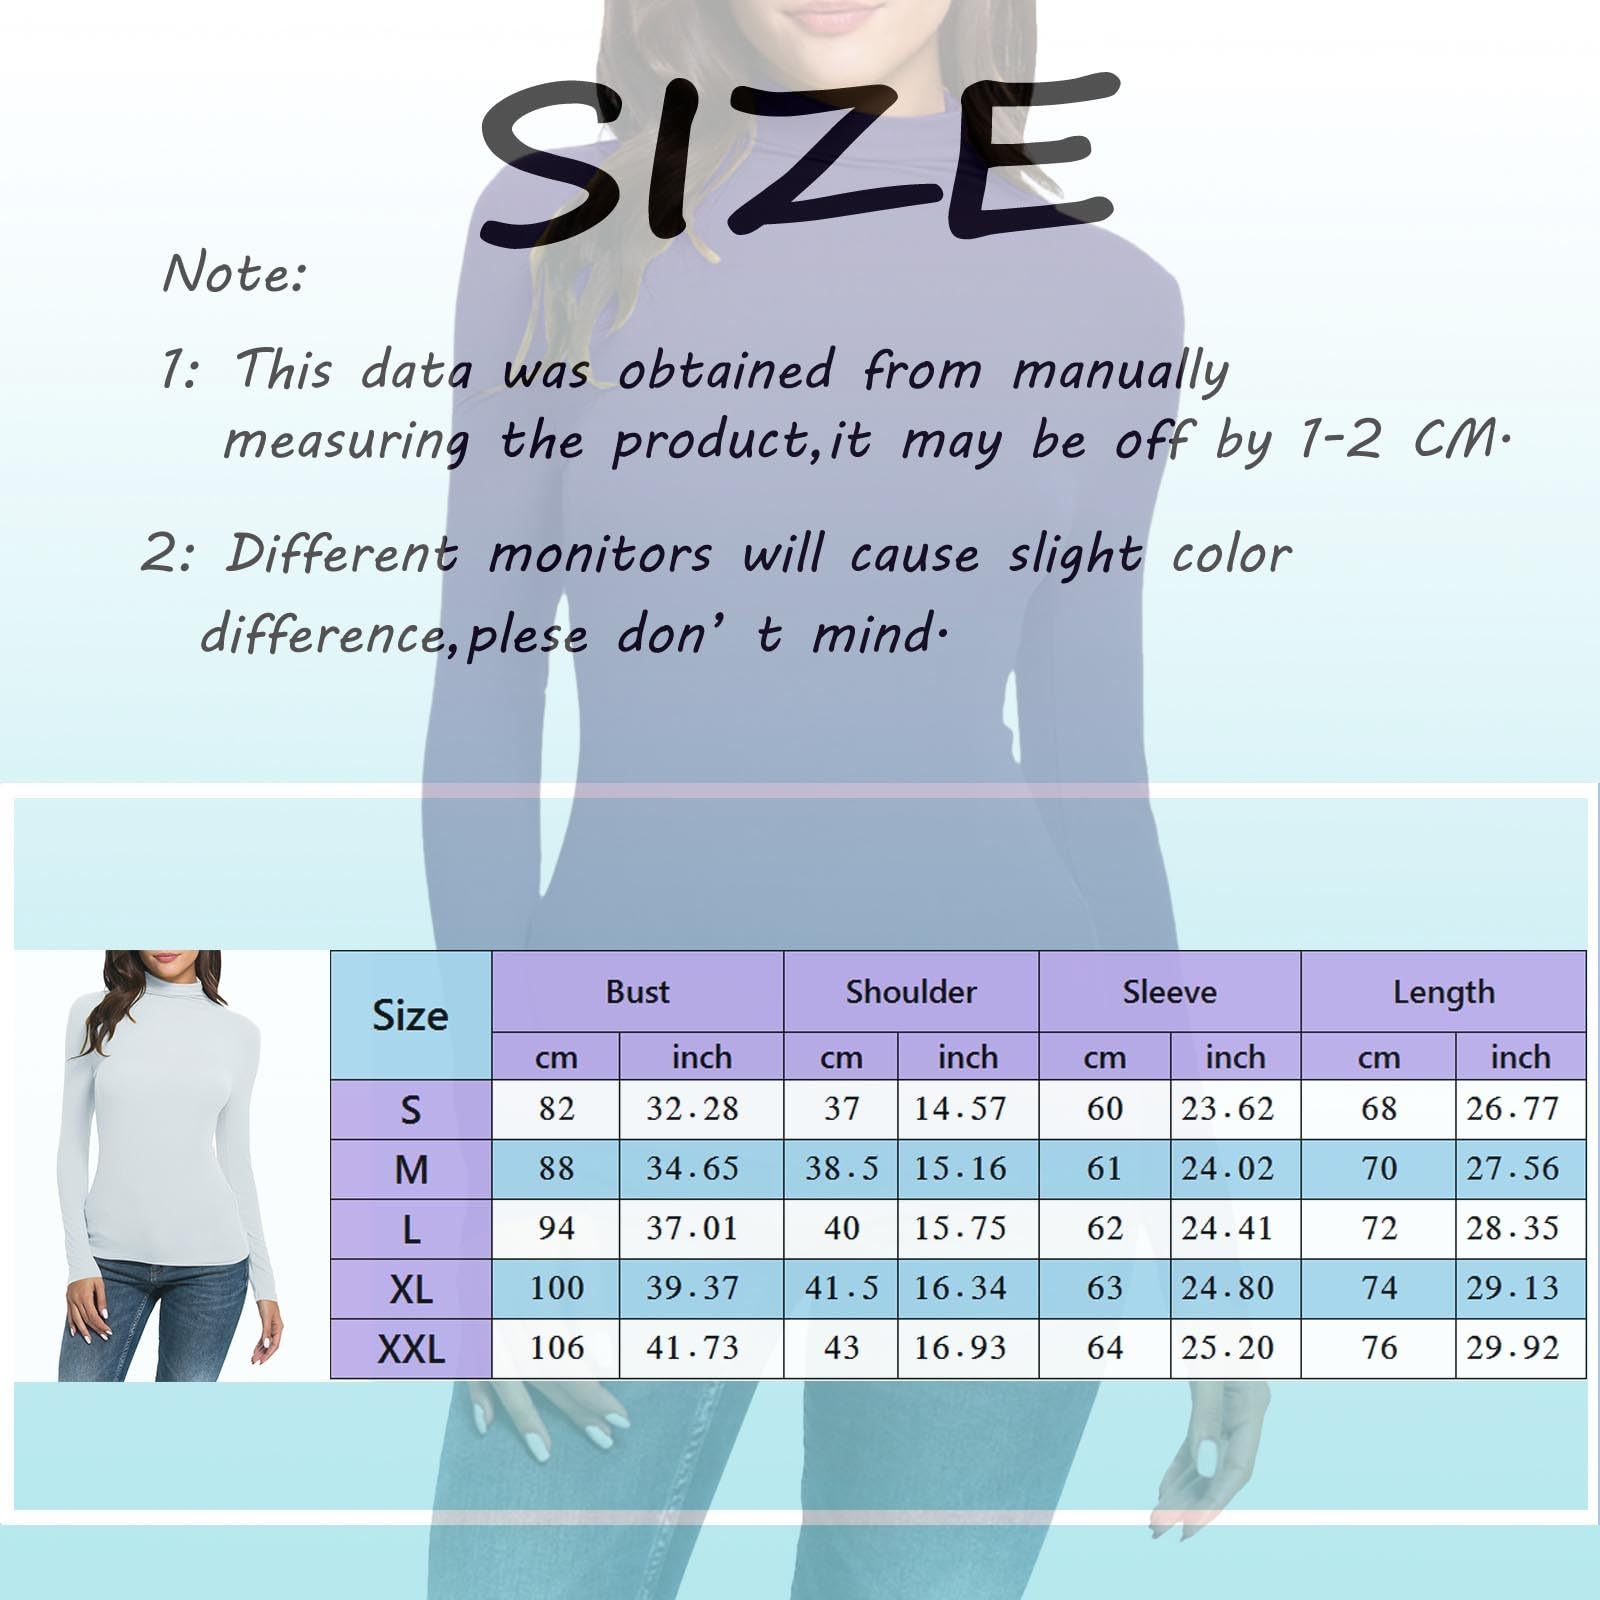 SIZE
Note:
1: This data was obtained from manually
measuring the product,it may be off by 1-2 CM.
2: Different monitors will cause slight color
difference,plese don’t mind.
Size Bust Shoulder Sleeve Length
cm inch cm inch cm inch cm inch
S 82 32.28 37 14.57 60 23.62 68 26.77
M 88 34.65 38.5 15.16 61 24.02 70 27.56
L 94 37.01 40 15.75 62 24.41 72 28.35
XL 100 39.37 41.5 16.34 63 24.80 74 29.13
XXL 106 41.73 43 16.93 64 25.20 76 29.92